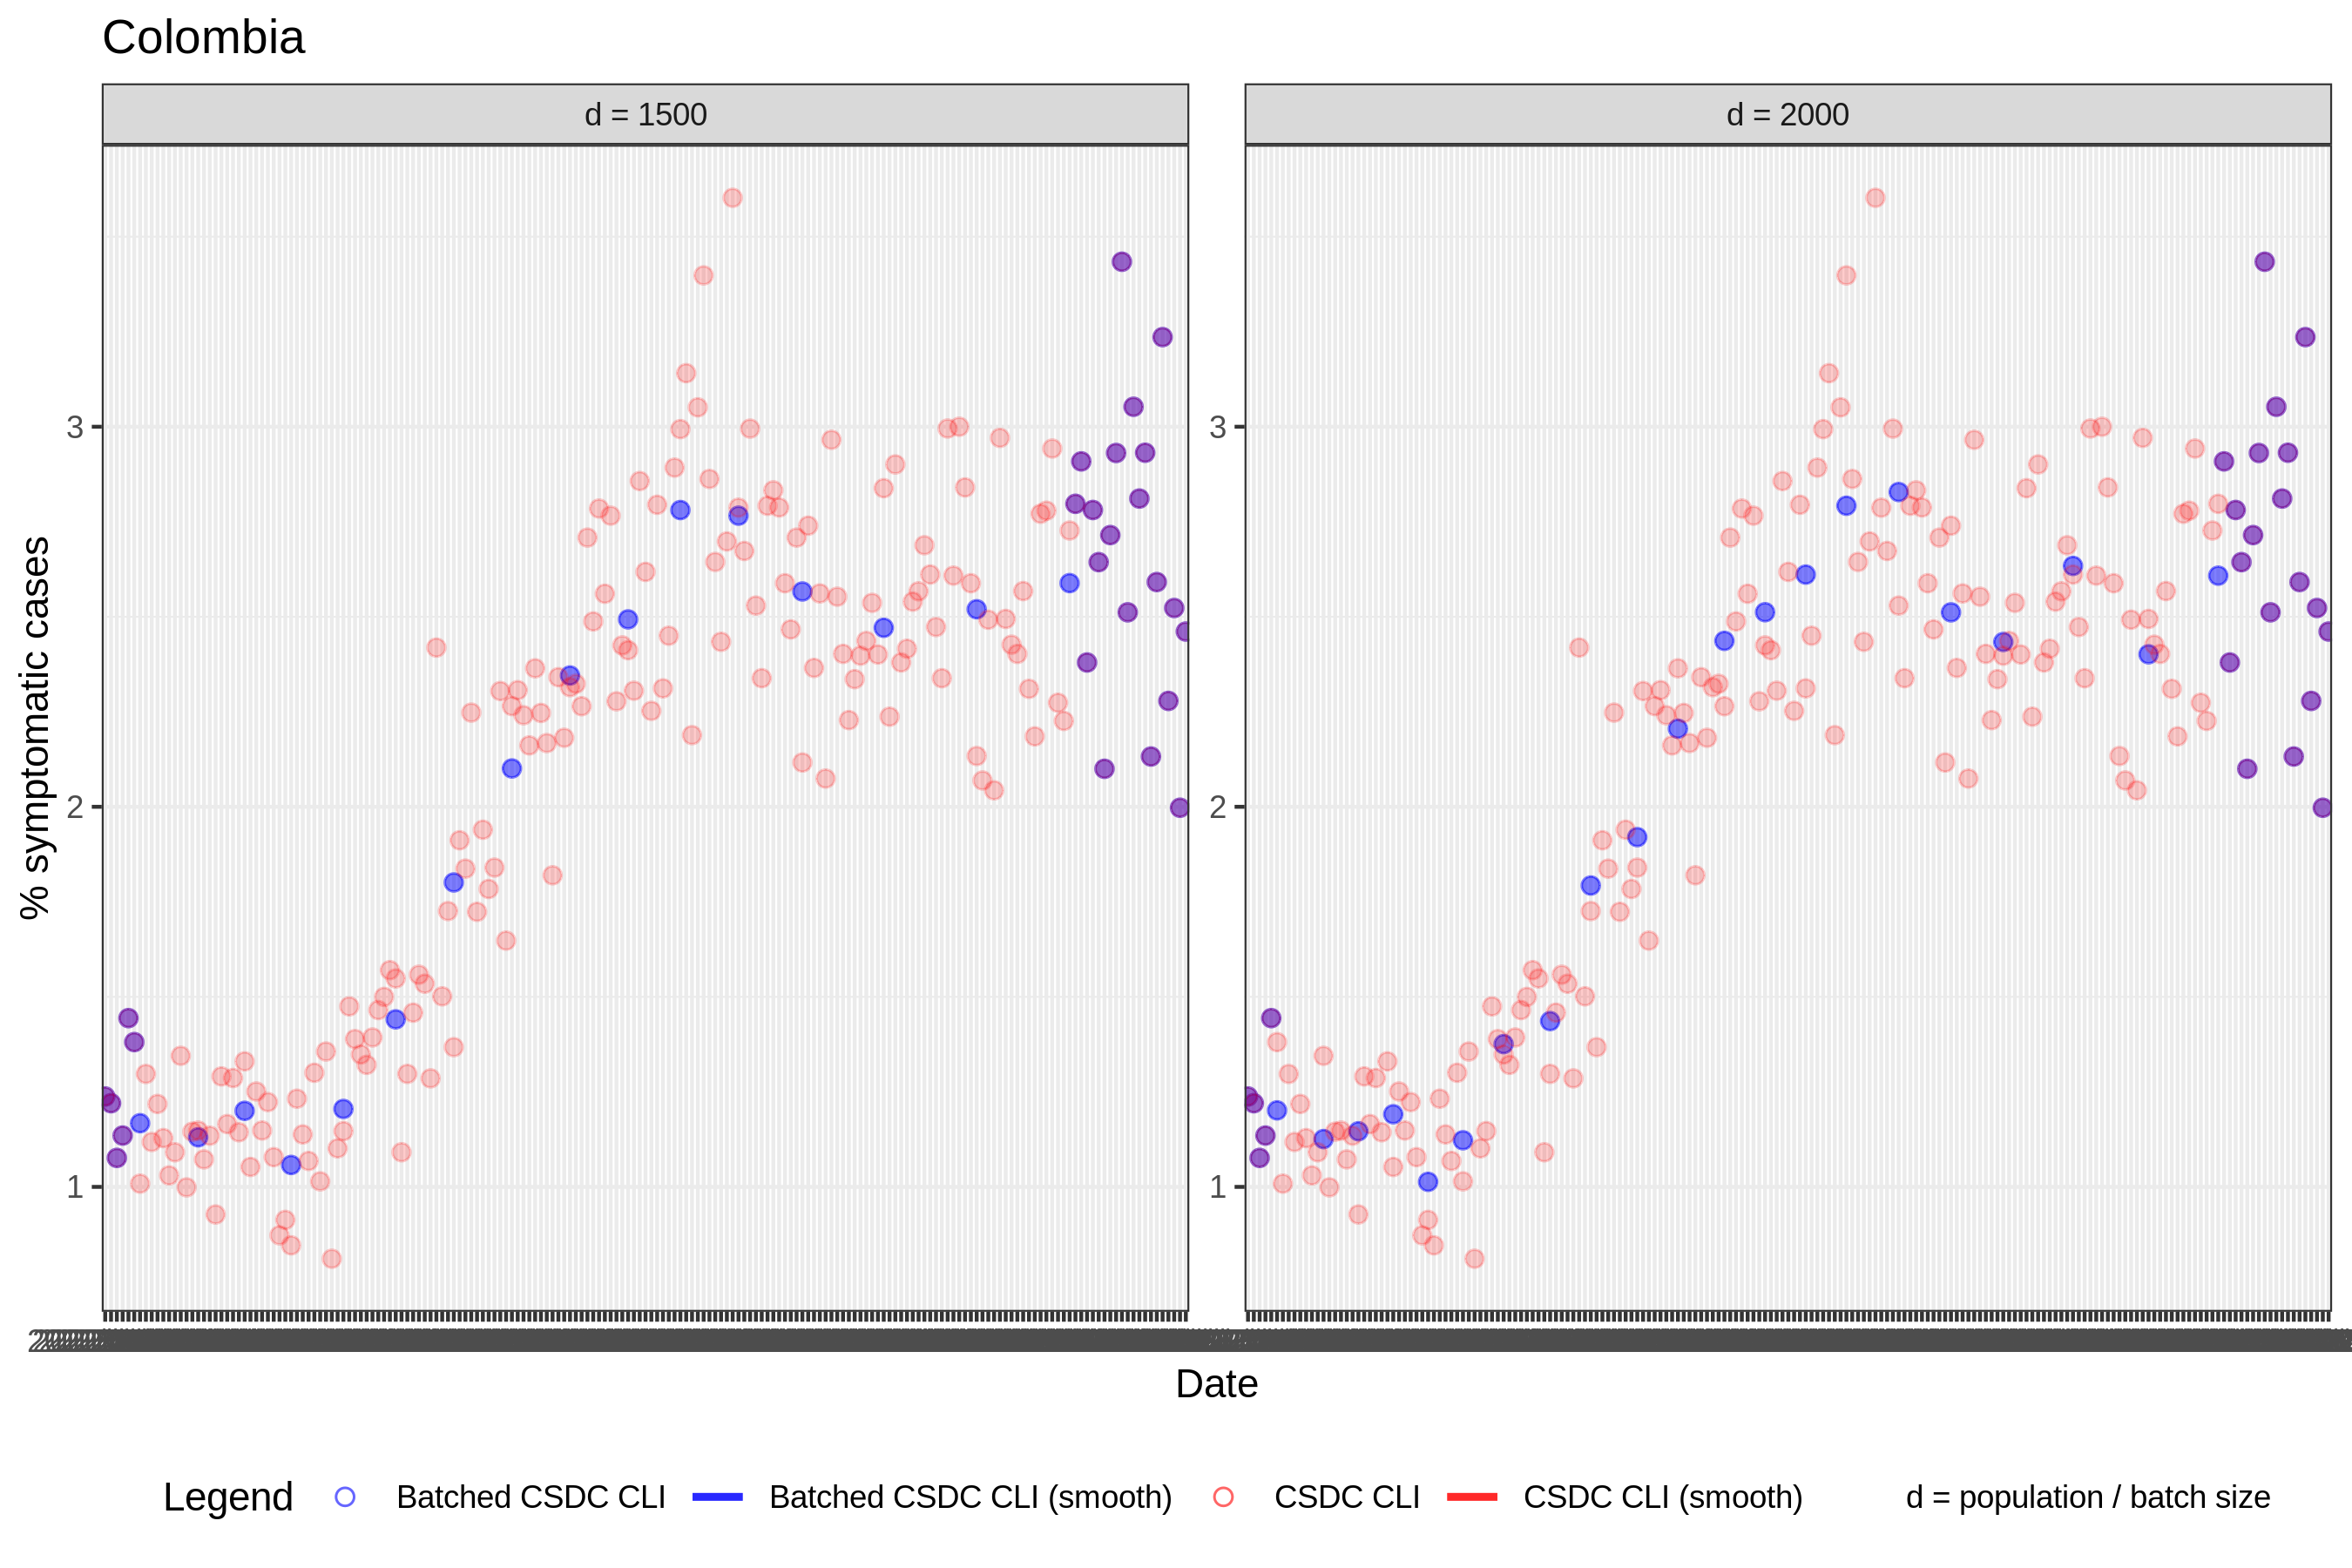 Colombia
d = 1500
d = 2000
% symptomatic cases
3
2
1
3
2
1
Date
Legend
Batched CSDC CLI
Batched CSDC CLI (smooth)
CSDC CLI
CSDC CLI (smooth)
d = population / batch size